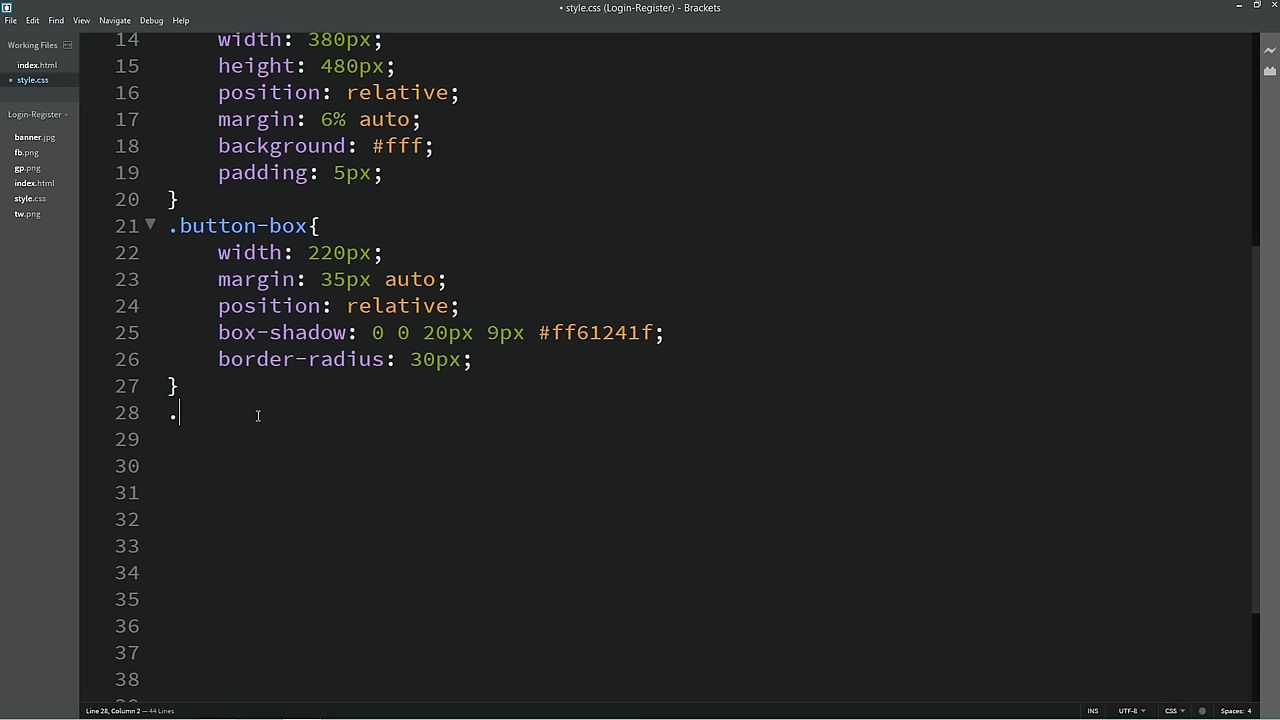 • style.css (Login-Register) - Brackets
File Edit Find View Navigate Debug Help
Working Files
index.html
• style.css
Login-Register
banner.jpg
fb.png
gp.png
index.html
style.css
tw.png
14 width: 380px;
15 height: 480px;
16 position: relative;
17 margin: 6% auto;
18 background: #fff;
19 padding: 5px;
20 }
21 .button-box{
22 width: 220px;
23 margin: 35px auto;
24 position: relative;
25 box-shadow: 0 0 20px 9px #ff61241f;
26 border-radius: 30px;
27 }
28 .
29
30
31
32
33
34
35
36
37
38
Line 28, Column 2 — 44 Lines
INS UTF-8 CSS Spaces: 4